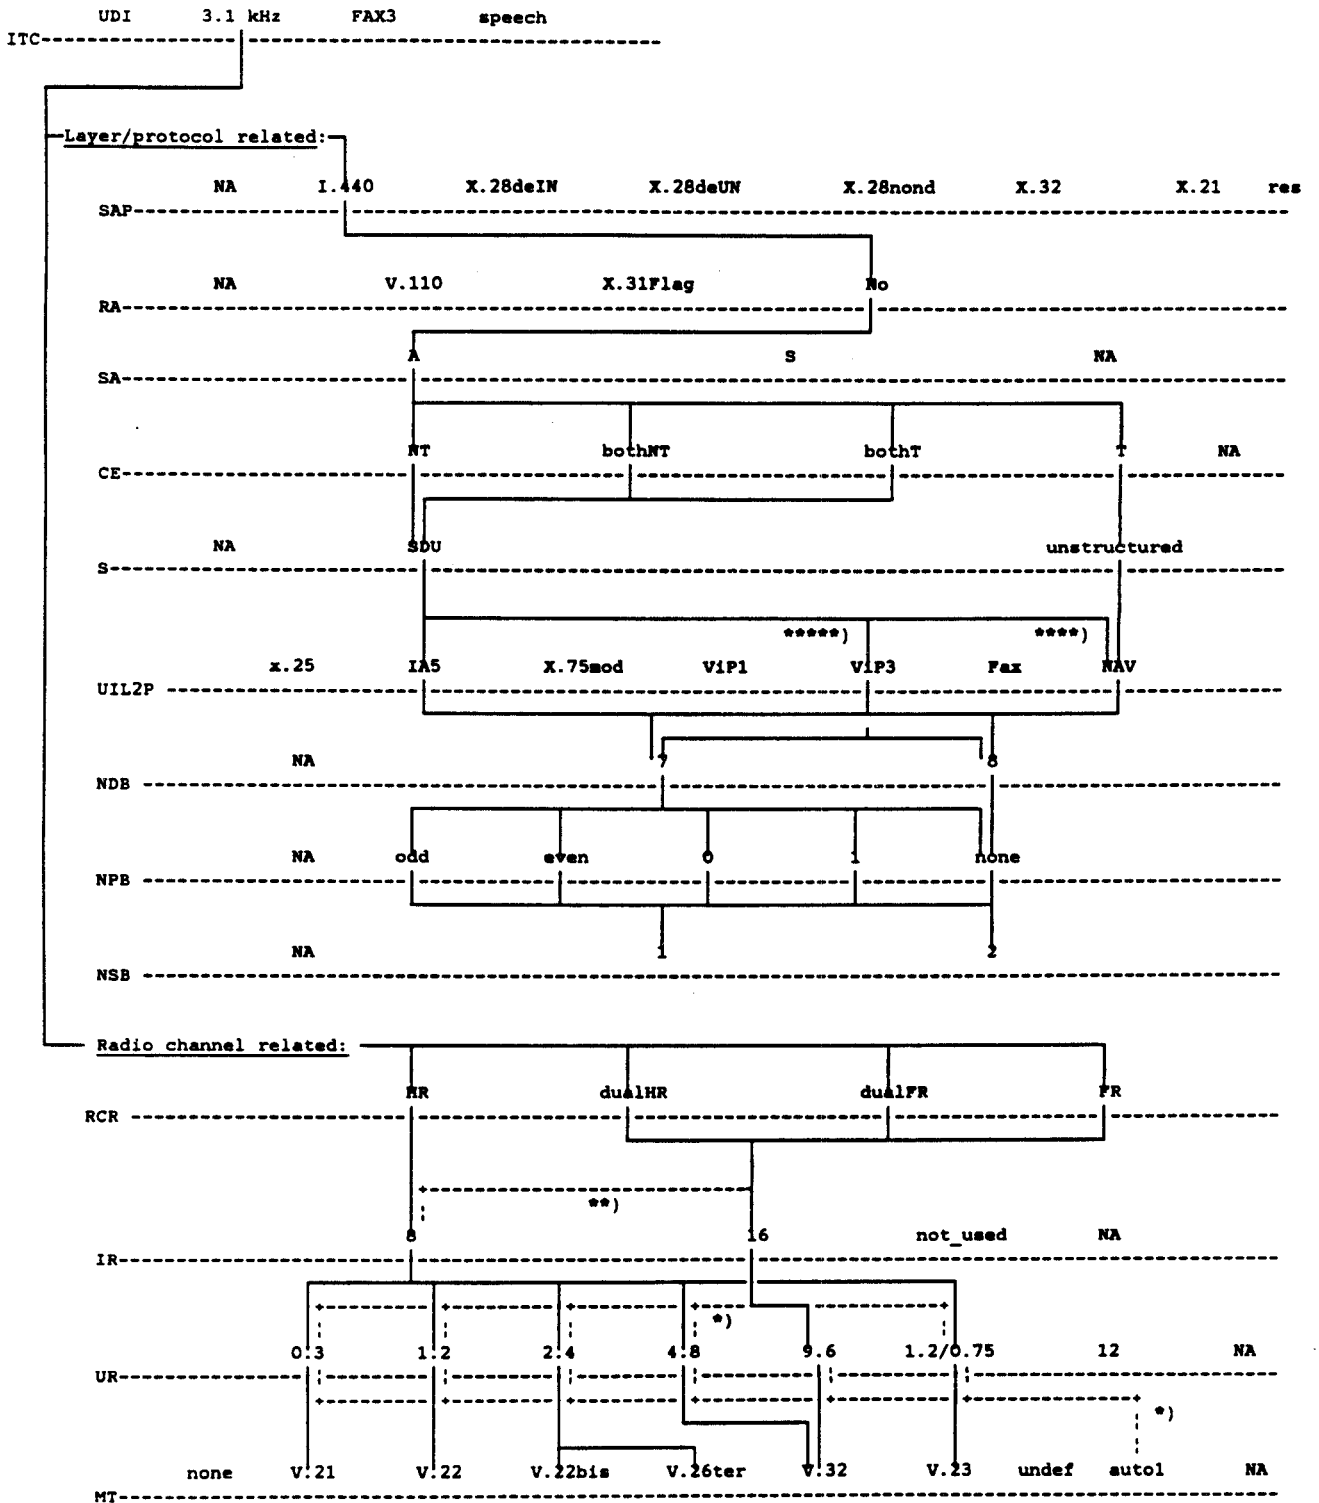 UDI 3.1 kHz FAX3 speech
ITC
Layer/protocol related:
NA I.440 X.28deIN X.28deUN X.28nond X.32 X.21 res
SAP
NA V.110 X.31Flag No
RA
A S NA
SA
NT bothNT bothT T NA
CE
NA SDU unstructured
S
*****) ****)
x.25 IA5 X.75mod ViP1 ViP3 Fax NAV
UIL2P
NA 7 8
NDB
NA odd even 0 1 none
NPB
NA 1 2
NSB
Radio channel related:
HR dualHR dualFR FR
RCR
**)
8 16 not_used NA
IR
*)
0.3 1.2 2.4 4.8 9.6 1.2/0.75 12 NA
UR
*)
none V.21 V.22 V.22bis V.26ter V.32 V.23 undef auto1 NA
MT